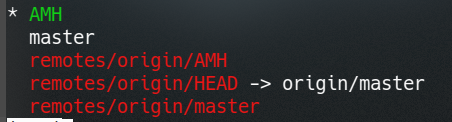 * AMH
master
remotes/origin/AMH
remotes/origin/HEAD -> origin/master
remotes/origin/master